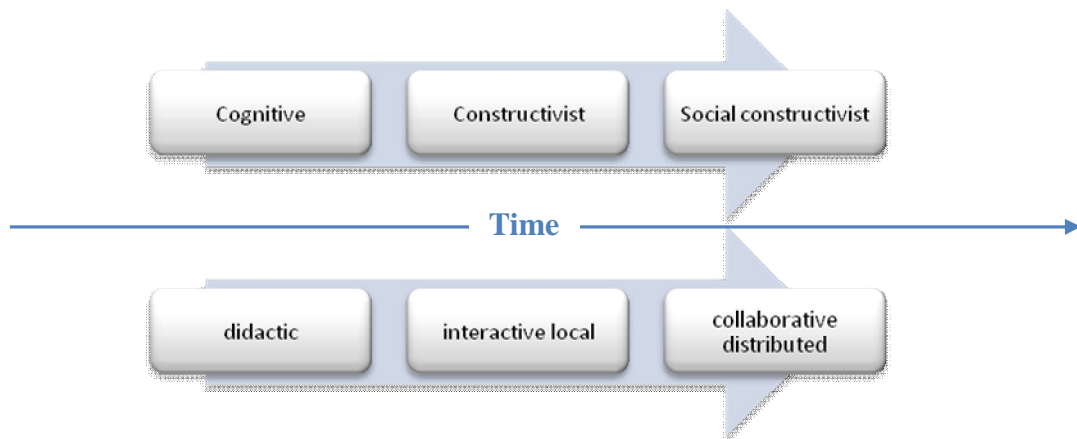 Cognitive
Constructivist
Social constructivist
Time
didactic
interactive local
collaborative
distributed